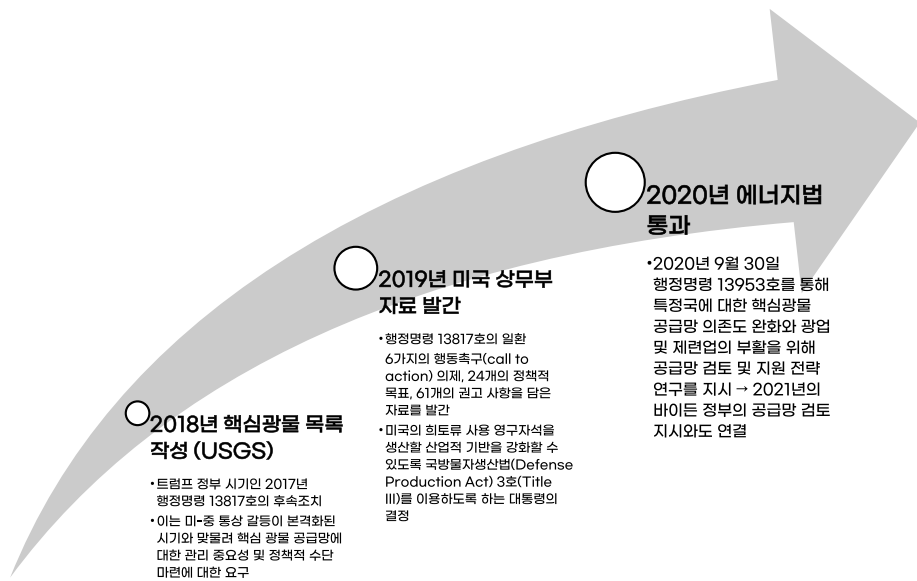 2018년 핵심광물 목록
작성 (USGS)
•트럼프 정부 시기인 2017년
행정명령 13817호의 후속조치
•이는 미-중 통상 갈등이 본격화된
시기와 맞물려 핵심 광물 공급망에
대한 관리 중요성 및 정책적 수단
마련에 대한 요구
2019년 미국 상무부
자료 발간
•행정명령 13817호의 일환
6가지의 행동촉구(call to
action) 의제, 24개의 정책적
목표, 61개의 권고 사항을 담은
자료를 발간
•미국의 희토류 사용 영구자석을
생산할 산업적 기반을 강화할 수
있도록 국방물자생산법(Defense
Production Act) 3호(Title
III)를 이용하도록 하는 대통령의
결정
2020년 에너지법
통과
•2020년 9월 30일
행정명령 13953호를 통해
특정국에 대한 핵심광물
공급망 의존도 완화와 광업
및 제련업의 부활을 위해
공급망 검토 및 지원 전략
연구를 지시 → 2021년의
바이든 정부의 공급망 검토
지시와도 연결